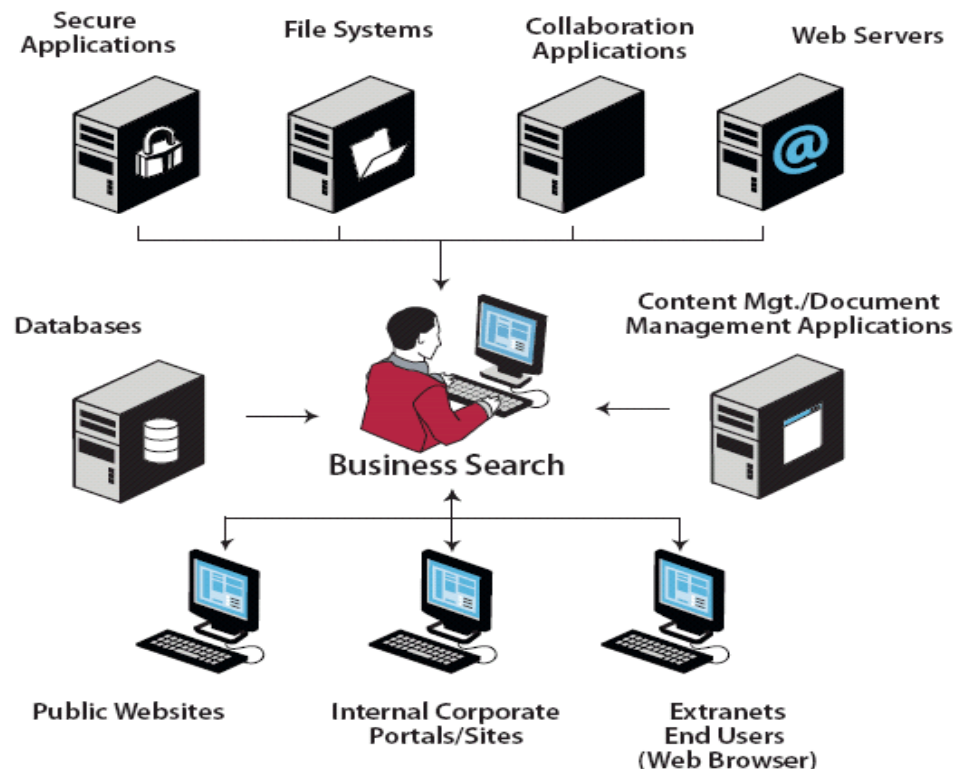 Secure
Applications
File Systems
Collaboration
Applications
Web Servers
@
Databases
Content Mgt./Document
Management Applications
Business Search
Public Websites
Internal Corporate
Portals/Sites
Extranets
End Users
(Web Browser)